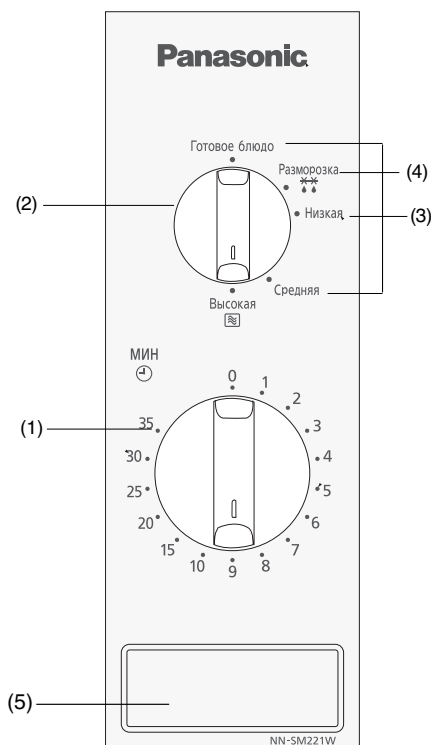 Panasonic
Готовое блюдо
Разморозка
(4)
(2)
Низкая
(3)
Средняя
Высокая
МИН
0
1
2
3
4
5
6
7
8
9
10
15
20
25
30
35
(1)
(5)
NN-SM221W